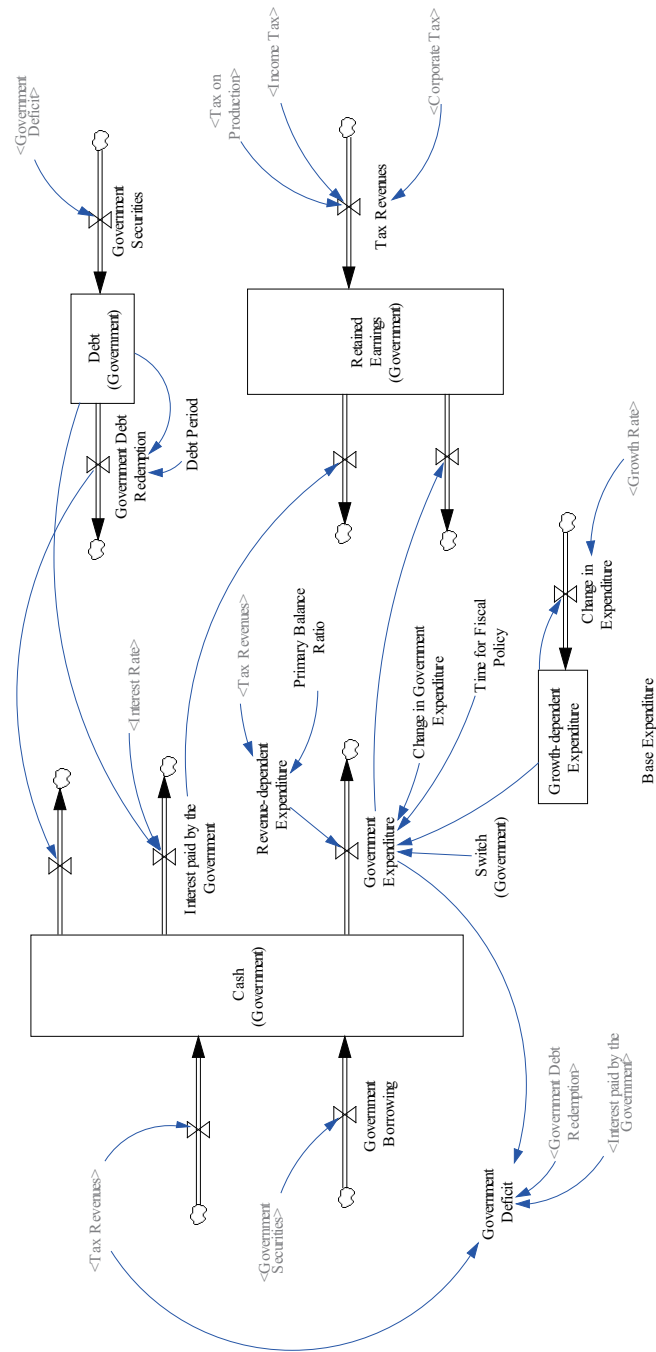 <Tax Revenues>
<Government
Securities>
Government
Borrowing
Cash
(Government)
<Interest Rate>
Interest paid by the
Government
<Tax Revenues>
Revenue-dependent
Expenditure
Primary Balance
Ratio
Government
Expenditure
Change in Government
Expenditure
Time for Fiscal
Policy
Switch
(Government)
Government
Deficit
<Government Debt
Redemption>
<Interest paid by the
Government>
Growth-dependent
Expenditure
Change in
Expenditure
<Growth Rate>
Base Expenditure
Government Debt
Redemption
Debt Period
Debt
(Government)
Government
Securities
<Government
Deficit>
Retained
Earnings
(Government)
Tax Revenues
<Tax on
Production>
<Income Tax>
<Corporate Tax>